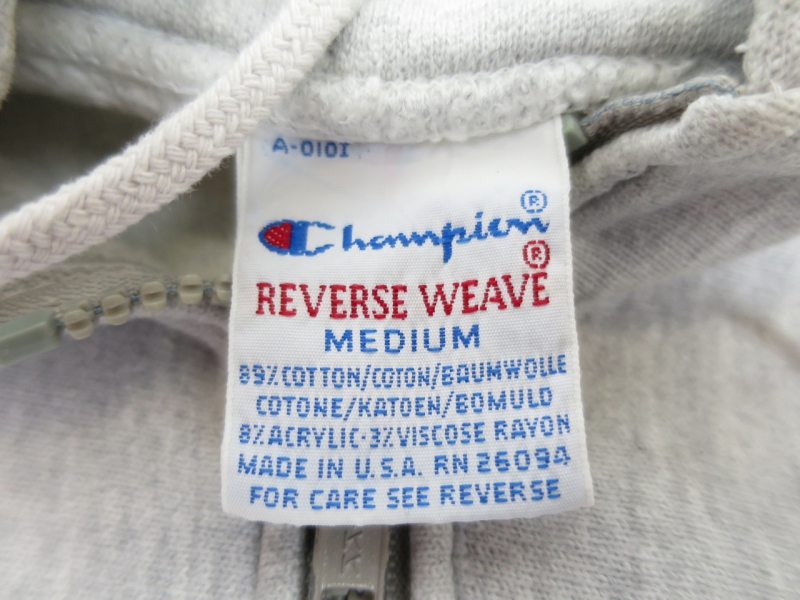 A-0101
Champion®
REVERSE WEAVE®
MEDIUM
89% COTTON/COTON/BAUMWOLLE
COTONE/KATOEN/BOMULD
8% ACRYLIC·3% VISCOSE RAYON
MADE IN U.S.A. RN 26094
FOR CARE SEE REVERSE